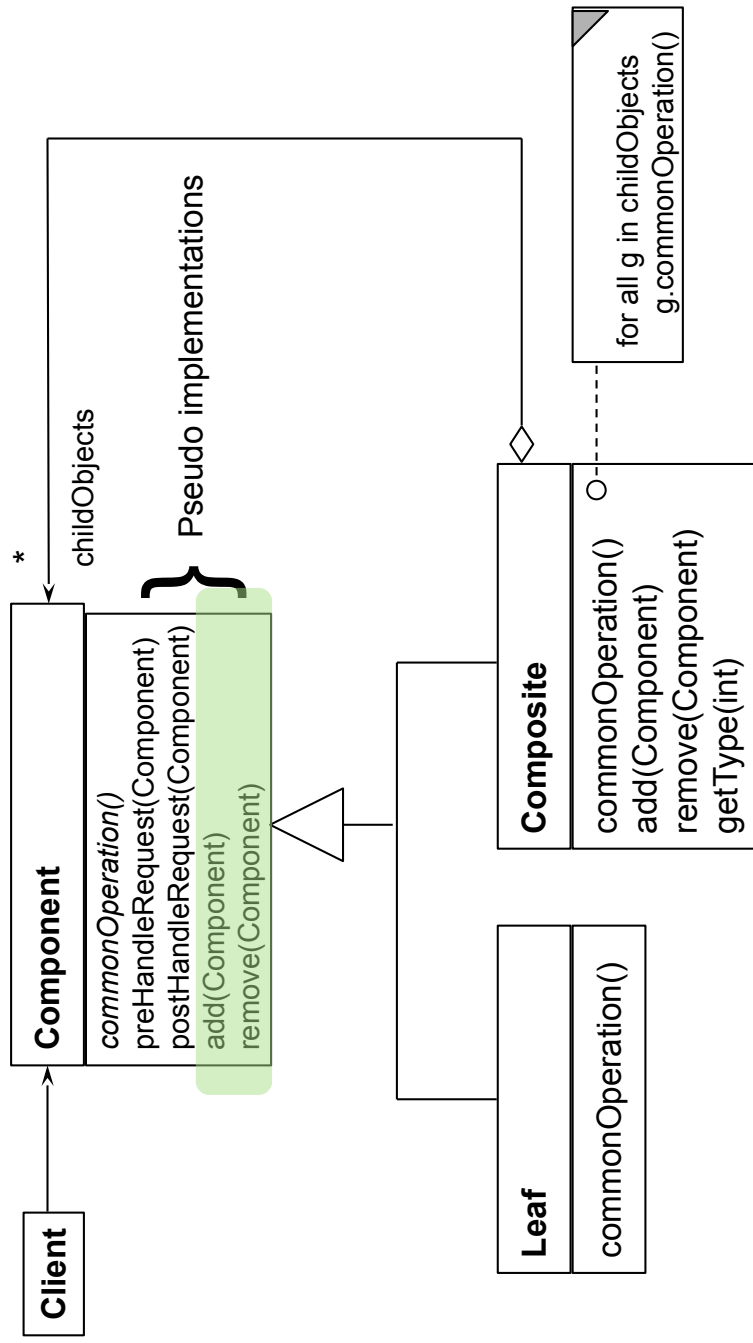 Client
Component
commonOperation()
preHandleRequest(Component)
postHandleRequest(Component)
add(Component)
remove(Component)
*
childObjects
Pseudo implementations
Leaf
commonOperation()
Composite
commonOperation()
add(Component)
remove(Component)
getType(int)
for all g in childObjects
g.commonOperation()